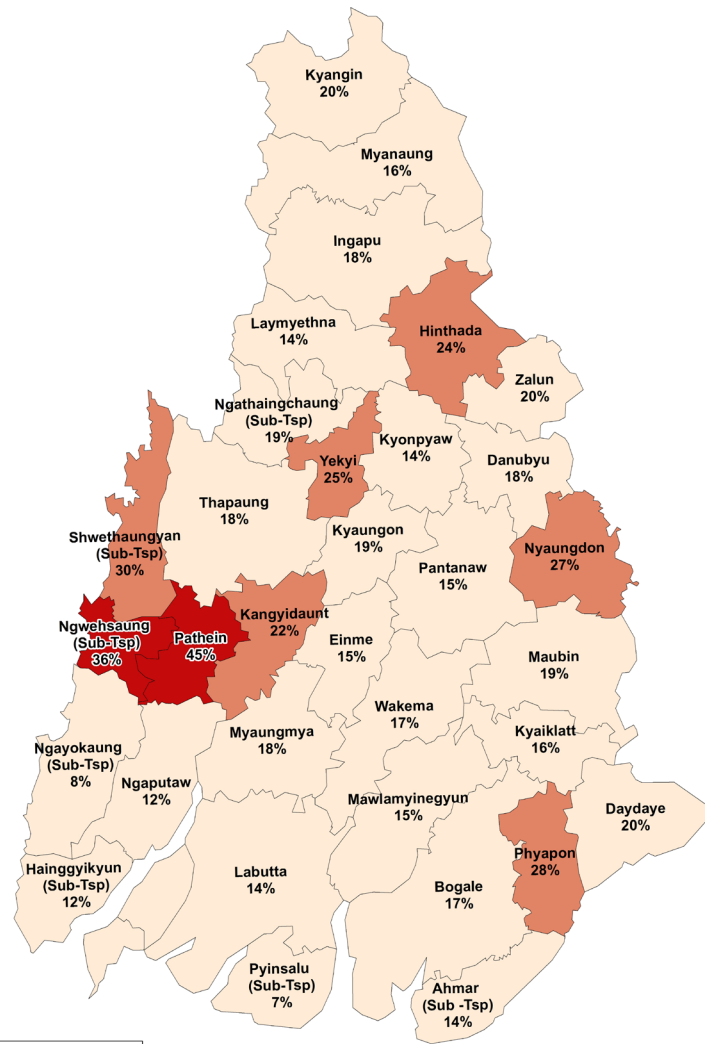 Kyangin
20%
Myanaung
16%
Ingapu
18%
Laymyethna
14%
Hinthada
24%
Zalun
20%
Ngathaingchaung
(Sub-Tsp)
19%
Kyonpyaw
14%
Yekyi
25%
Danubyu
18%
Thapaung
18%
Kyaungon
19%
Shwethaungyan
(Sub-Tsp)
30%
Nyaungdon
27%
Pantanaw
15%
Ngwehsaung
(Sub-Tsp)
36%
Pathein
45%
Kangyidaunt
22%
Einme
15%
Maubin
19%
Wakema
17%
Myaungmya
18%
Kyaiklatt
16%
Ngayokaung
(Sub-Tsp)
8%
Ngaputaw
12%
Mawlamyinegyun
15%
Daydaye
20%
Phyapon
28%
Hainggyikyun
(Sub-Tsp)
12%
Labutta
14%
Bogale
17%
Pyinsalu
(Sub-Tsp)
7%
Ahmar
(Sub -Tsp)
14%